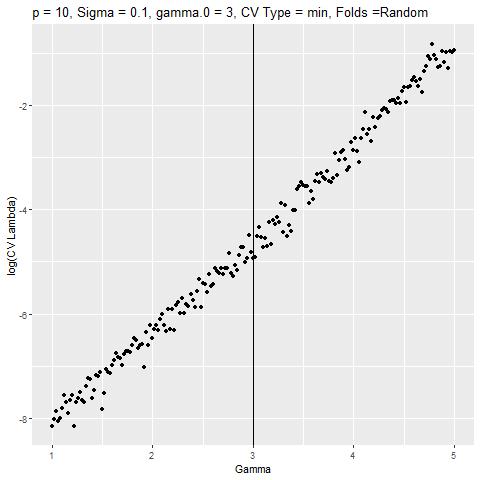 p = 10, Sigma = 0.1, gamma.0 = 3, CV Type = min, Folds =Random
log(CV Lambda)
-2
-4
-6
-8
1 2 3 4 5
Gamma